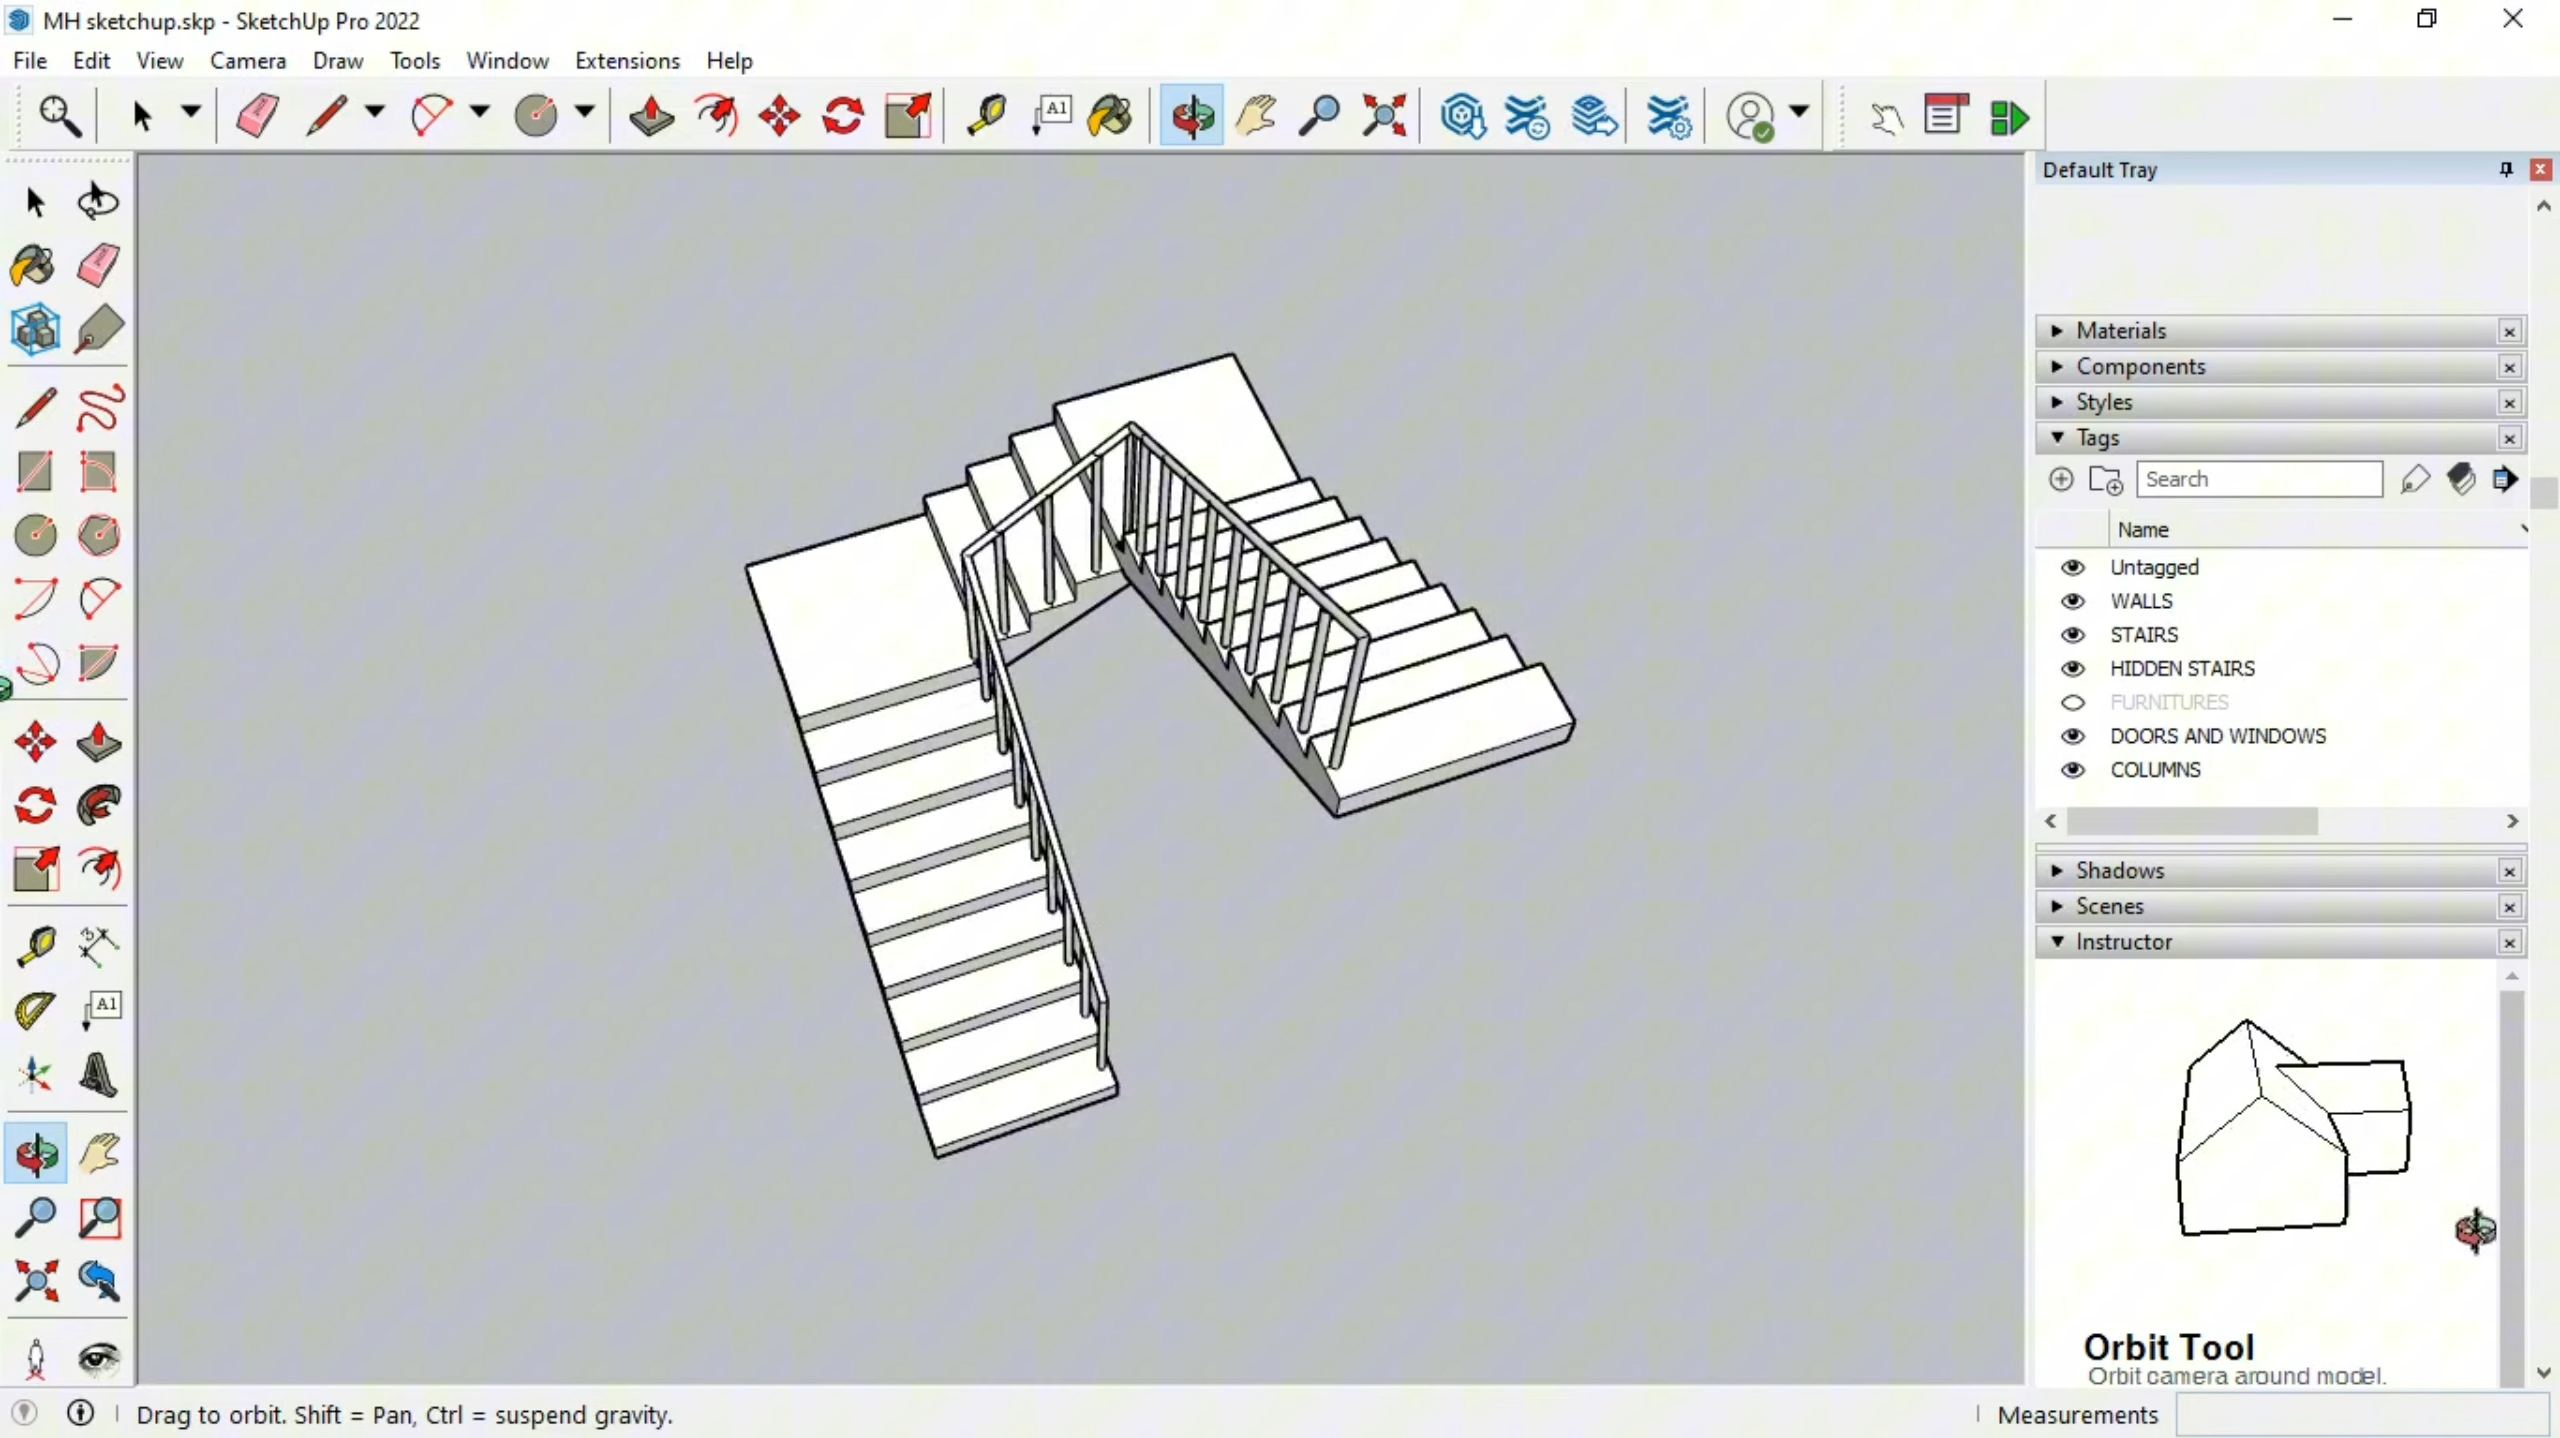 MH sketchup.skp - SketchUp Pro 2022
File Edit View Camera Draw Tools Window Extensions Help
A1
Default Tray
Materials
Components
Styles
Tags
Search
Name
Untagged
WALLS
STAIRS
HIDDEN STAIRS
FURNITURES
DOORS AND WINDOWS
COLUMNS
Shadows
Scenes
Instructor
A1
Orbit Tool
Orbit camera around model.
Drag to orbit. Shift = Pan, Ctrl = suspend gravity.
Measurements